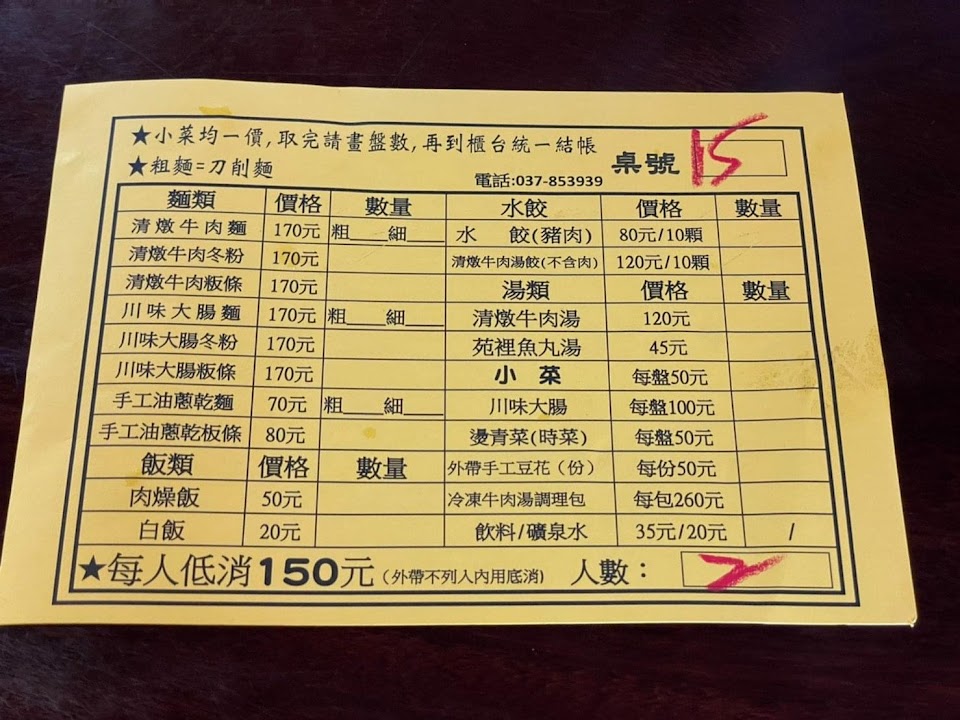 ★小菜均一價,取完請畫盤數,再到櫃台統一結帳
★粗麵=刀削麵
電話:037-853939 桌號 15
麵類 價格 數量 水餃 價格 數量
清燉牛肉麵 170元 粗___細___ 水 餃(豬肉) 80元/10顆
清燉牛肉冬粉 170元 清燉牛肉湯餃(不含肉) 120元/10顆
清燉牛肉粄條 170元 湯類 價格 數量
川味大腸麵 170元 粗___細___ 清燉牛肉湯 120元
川味大腸冬粉 170元 苑裡魚丸湯 45元
川味大腸粄條 170元 小菜 每盤50元
手工油蔥乾麵 70元 粗___細___ 川味大腸 每盤100元
手工油蔥乾板條 80元 燙青菜(時菜) 每盤50元
飯類 價格 數量 外帶手工豆花(份) 每份50元
肉燥飯 50元 冷凍牛肉湯調理包 每包260元
白飯 20元 飲料/礦泉水 35元/20元 /
★每人低消150元(外帶不列入內用底消) 人數： 2